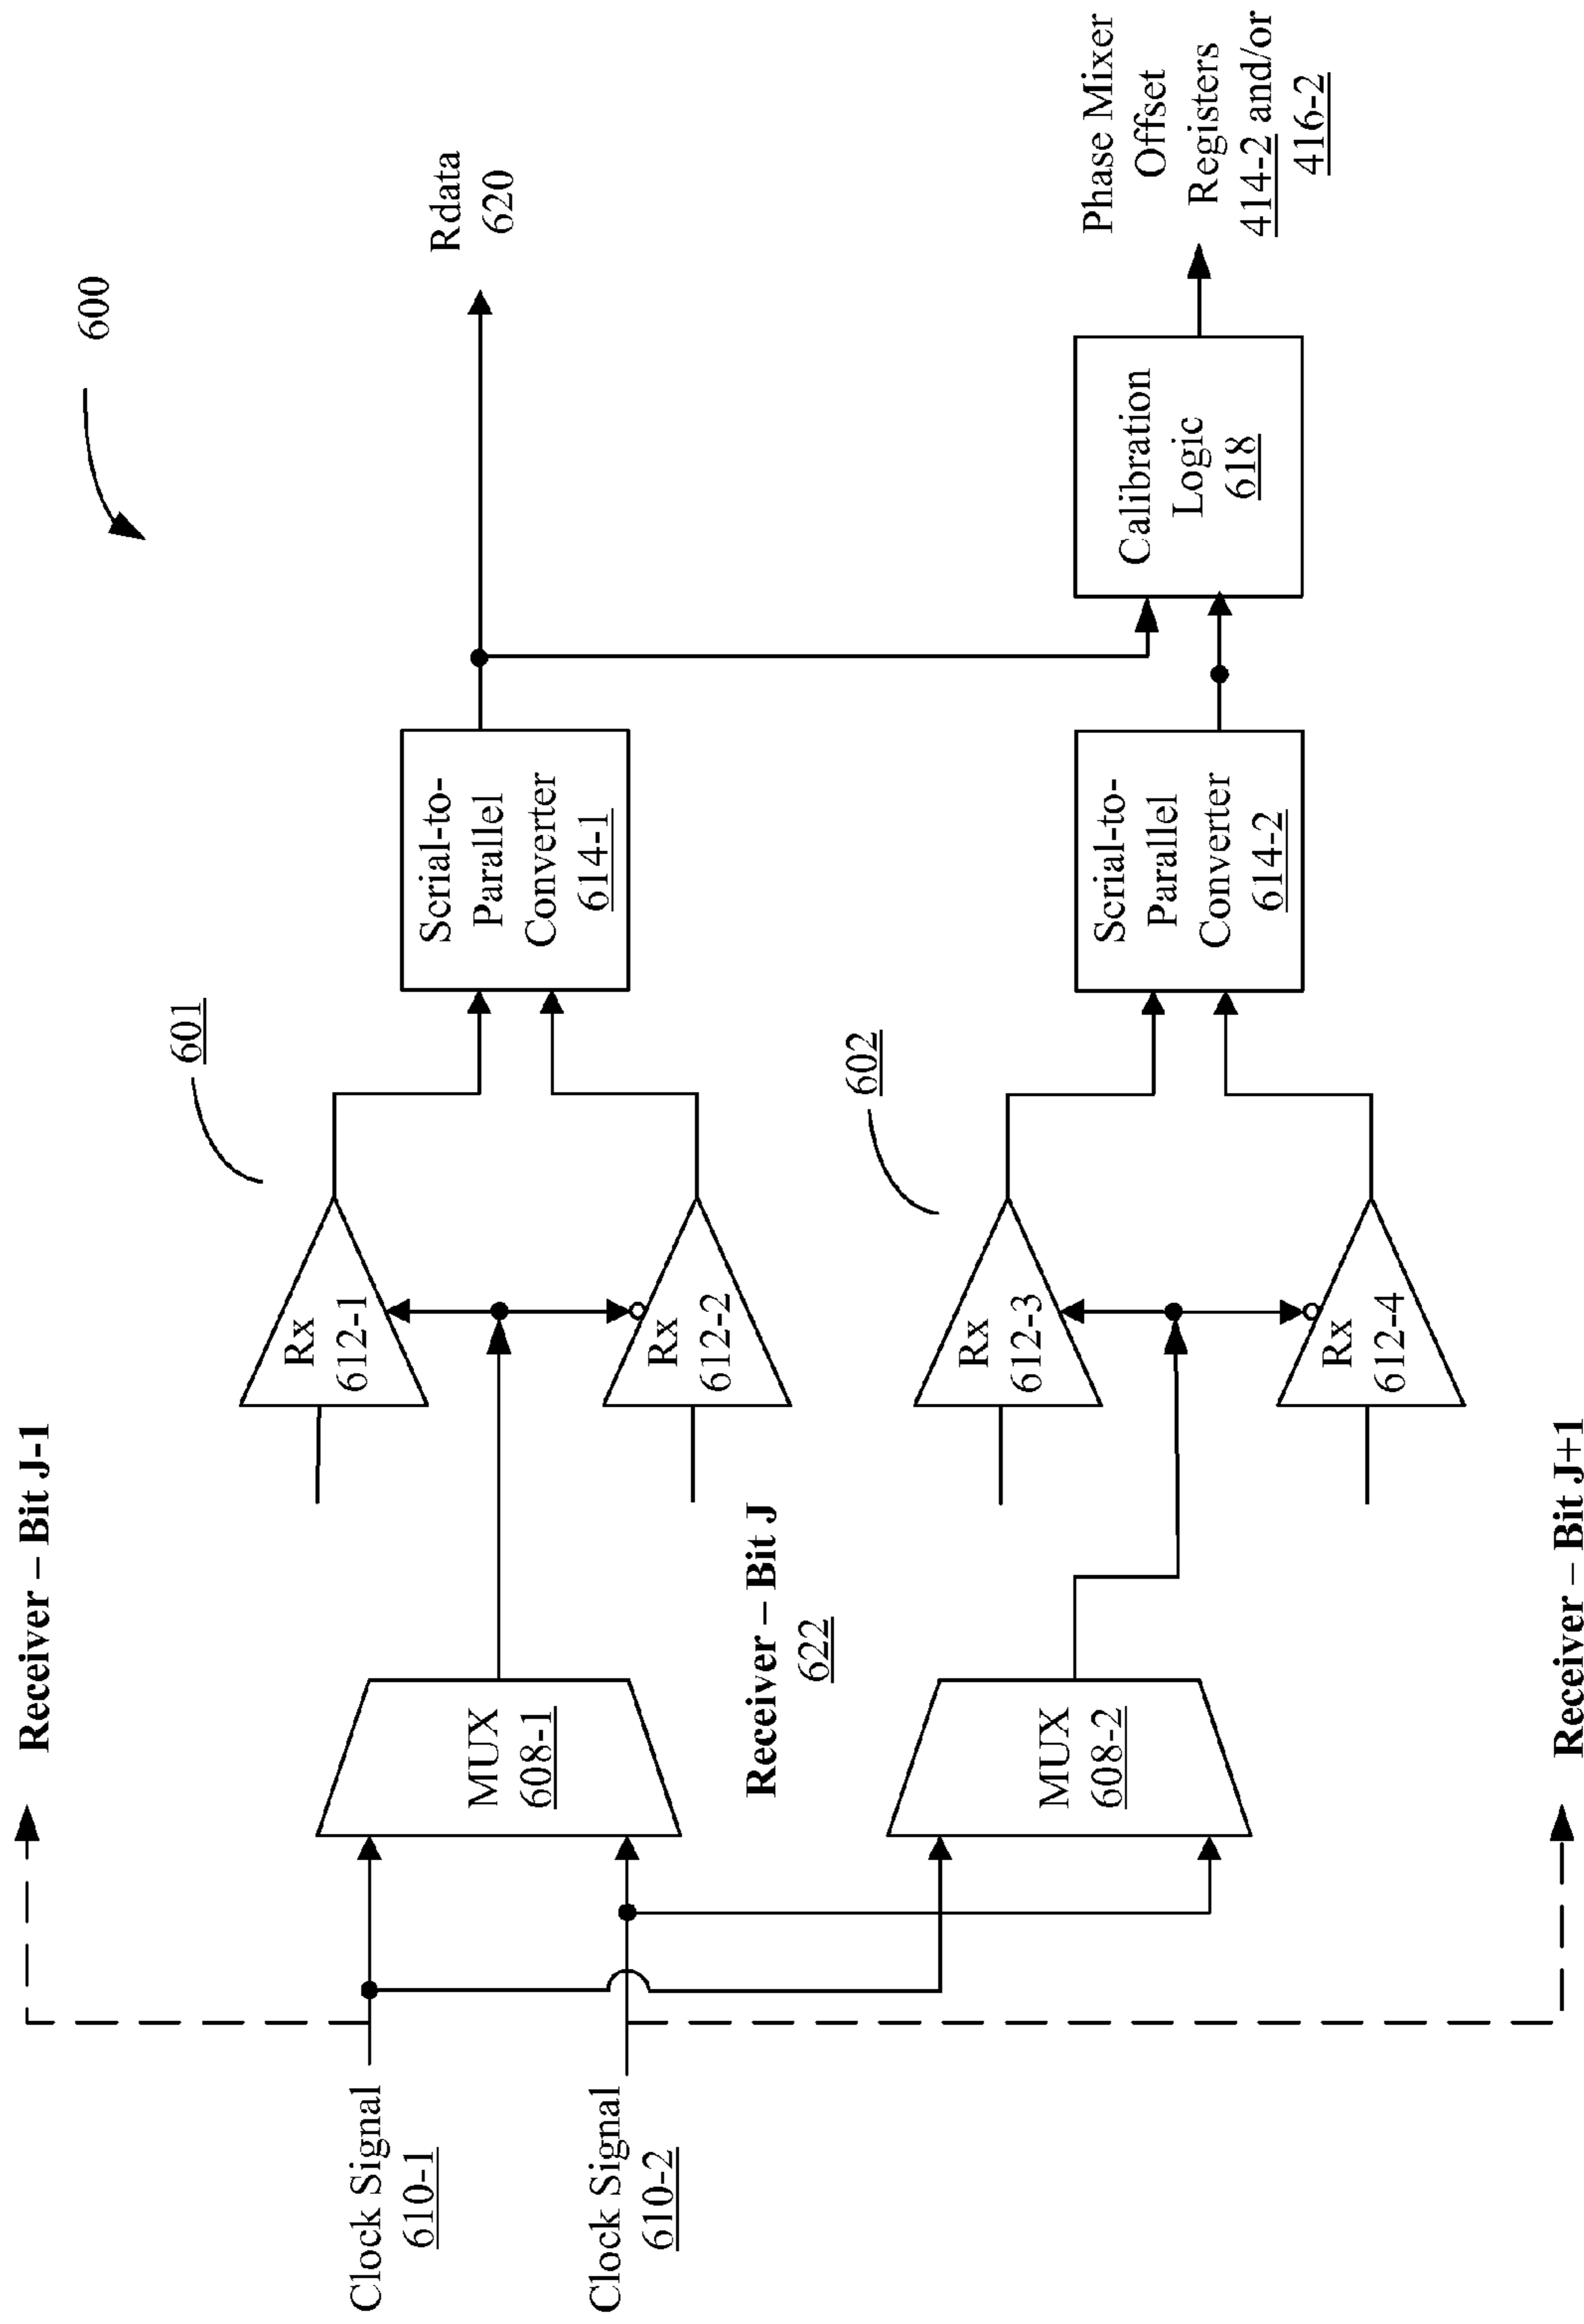 600
Receiver – Bit J-1
Clock Signal
610-1
Clock Signal
610-2
MUX
608-1
Receiver – Bit J
622
MUX
608-2
Rx
612-1
Rx
612-2
601
Rx
612-3
Rx
612-4
602
Serial-to-
Parallel
Converter
614-1
Serial-to-
Parallel
Converter
614-2
Rdata
620
Calibration
Logic
618
Phase Mixer
Offset
Registers
414-2 and/or
416-2
Receiver – Bit J+1